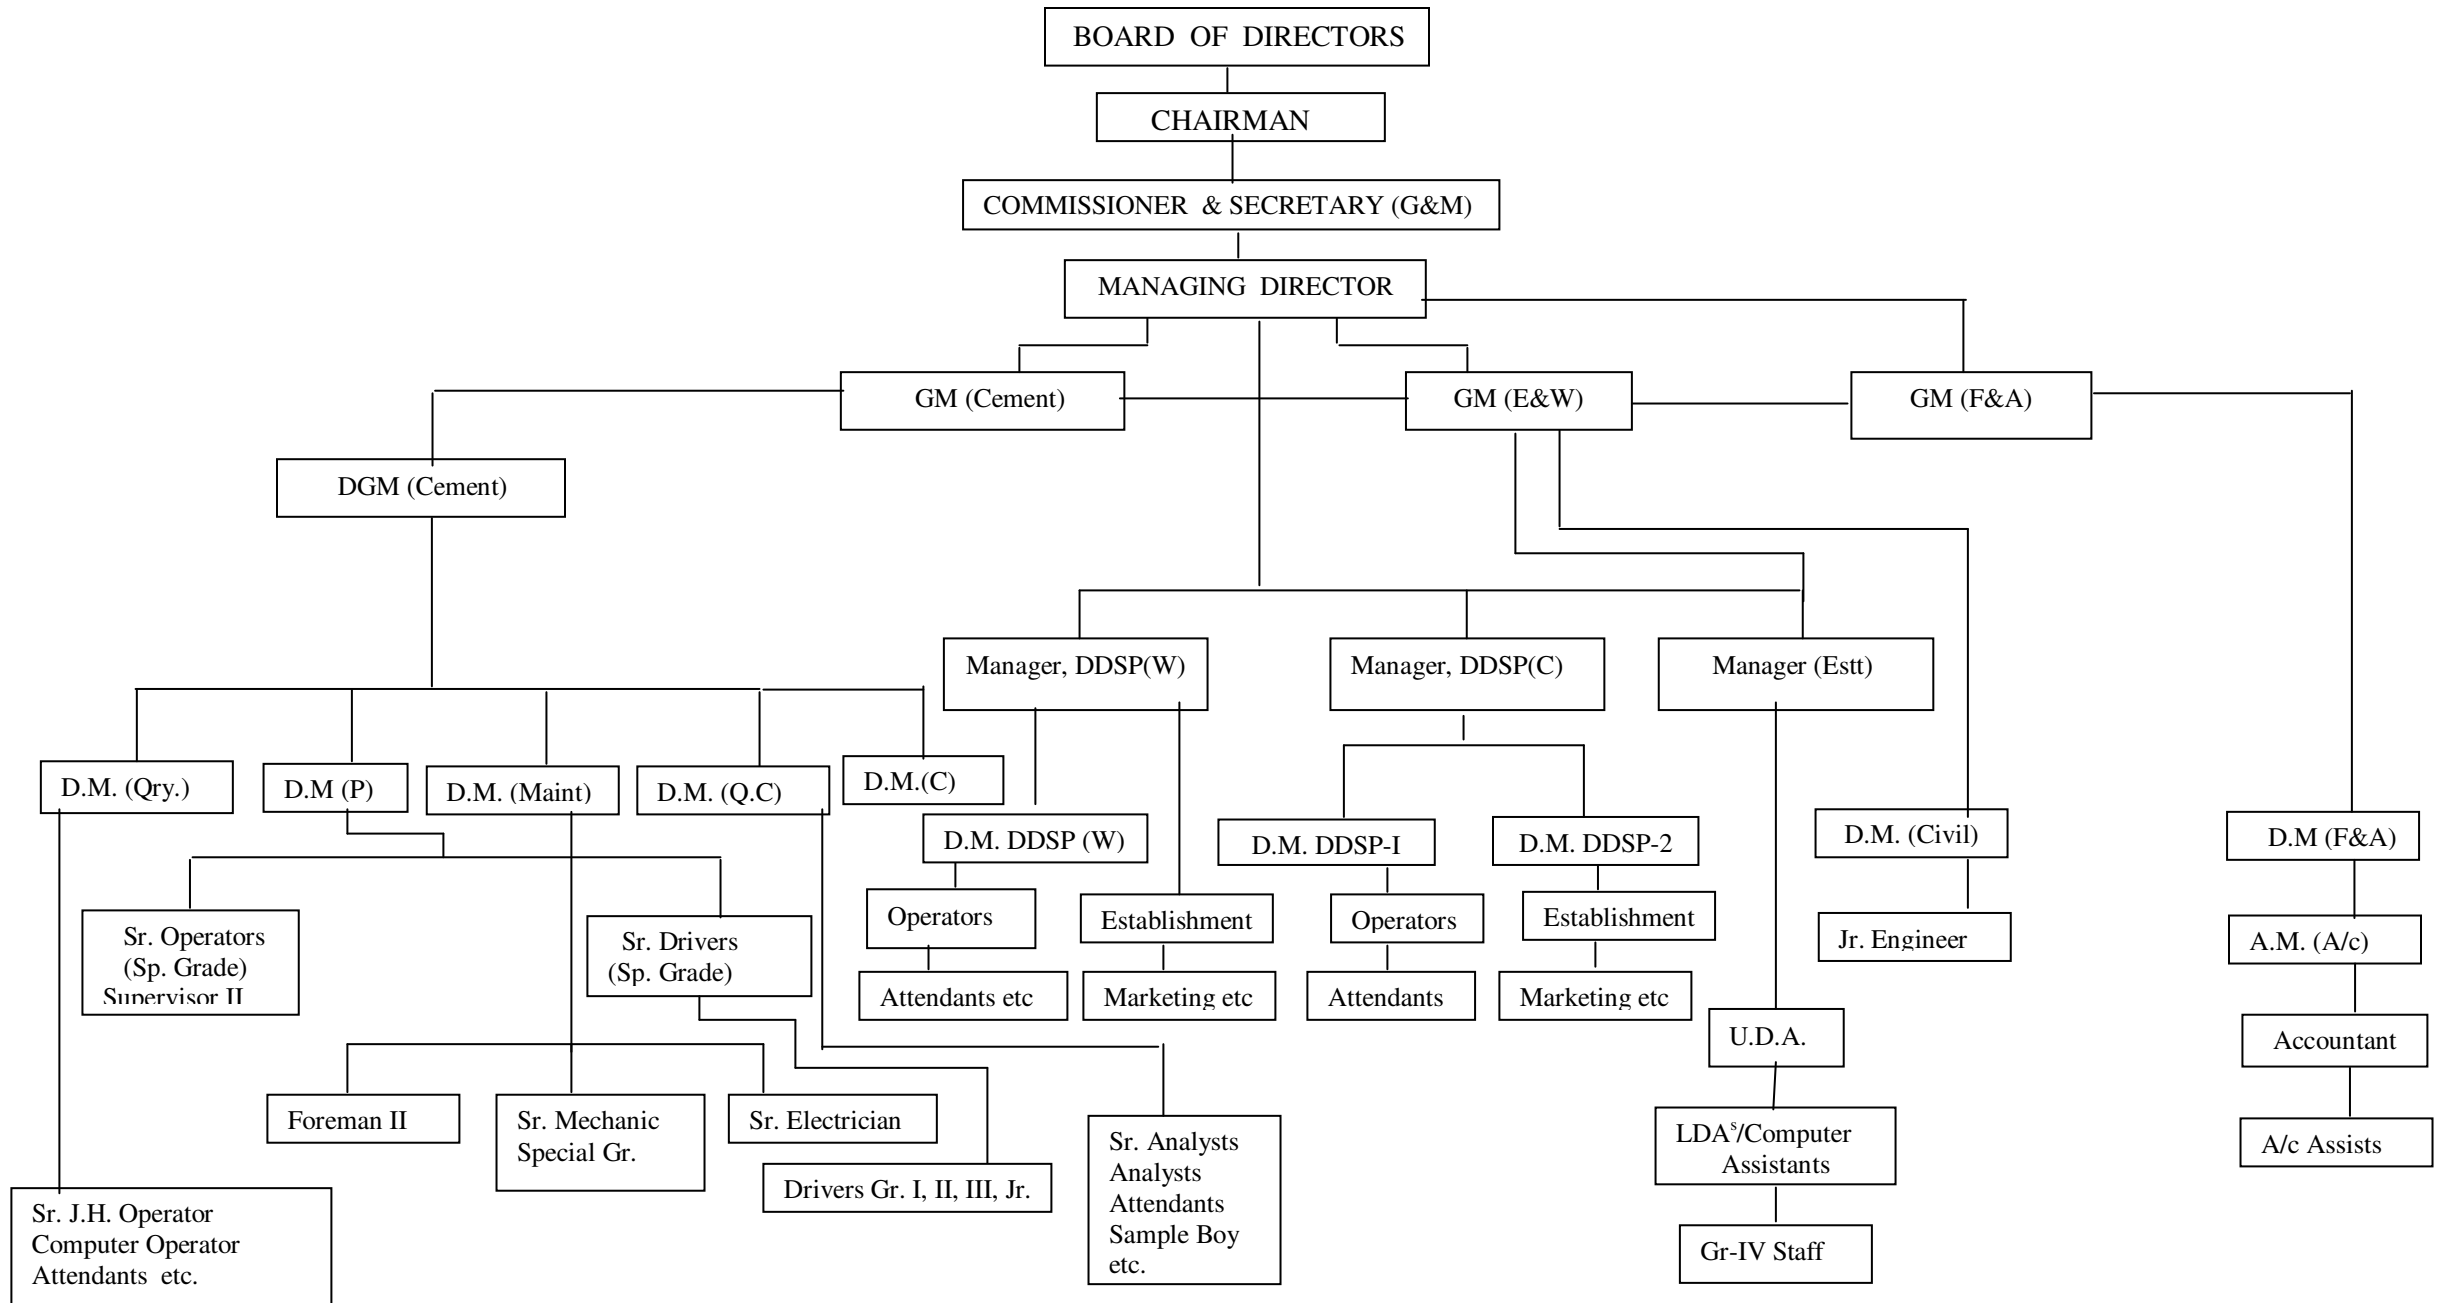 BOARD OF DIRECTORS
CHAIRMAN
COMMISSIONER & SECRETARY (G&M)
MANAGING DIRECTOR
GM (Cement)
GM (E&W)
GM (F&A)
DGM (Cement)
Manager, DDSP(W)
Manager, DDSP(C)
Manager (Estt)
D.M. (Qry.)
D.M (P)
D.M. (Maint)
D.M. (Q.C)
D.M.(C)
D.M. DDSP (W)
D.M. DDSP-I
D.M. DDSP-2
D.M. (Civil)
D.M (F&A)
Sr. Operators
(Sp. Grade)
Supervisor II
Sr. Drivers
(Sp. Grade)
Operators
Establishment
Operators
Establishment
Jr. Engineer
A.M. (A/c)
Attendants etc
Marketing etc
Attendants
Marketing etc
U.D.A.
Accountant
Foreman II
Sr. Mechanic
Special Gr.
Sr. Electrician
Drivers Gr. I, II, III, Jr.
Sr. Analysts
Analysts
Attendants
Sample Boy
etc.
LDAs/Computer
Assistants
A/c Assists
Sr. J.H. Operator
Computer Operator
Attendants etc.
Gr-IV Staff